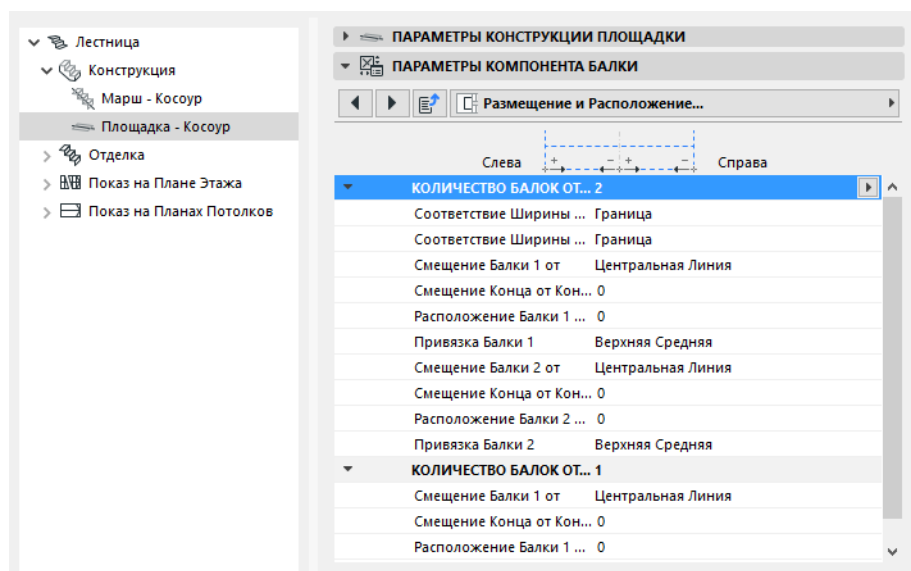 Лестница
Конструкция
Марш - Косоур
Площадка - Косоур
Отделка
Показ на Плане Этажа
Показ на Планах Потолков
ПАРАМЕТРЫ КОНСТРУКЦИИ ПЛОЩАДКИ
ПАРАМЕТРЫ КОМПОНЕНТА БАЛКИ
Размещение и Расположение...
Слева Справа
КОЛИЧЕСТВО БАЛОК ОТ... 2
Соответствие Ширины ... Граница
Соответствие Ширины ... Граница
Смещение Балки 1 от Центральная Линия
Смещение Конца от Кон... 0
Расположение Балки 1 ... 0
Привязка Балки 1 Верхняя Средняя
Смещение Балки 2 от Центральная Линия
Смещение Конца от Кон... 0
Расположение Балки 2 ... 0
Привязка Балки 2 Верхняя Средняя
КОЛИЧЕСТВО БАЛОК ОТ... 1
Смещение Балки 1 от Центральная Линия
Смещение Конца от Кон... 0
Расположение Балки 1 ... 0